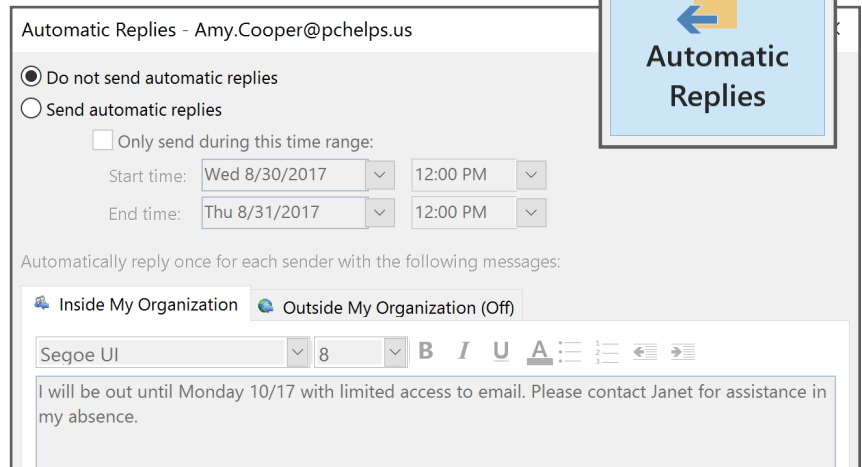 Automatic Replies - Amy.Cooper@pchelps.us
Automatic
Replies
Do not send automatic replies
Send automatic replies
Only send during this time range:
Start time: Wed 8/30/2017 12:00 PM
End time: Thu 8/31/2017 12:00 PM
Automatically reply once for each sender with the following messages:
Inside My Organization Outside My Organization (Off)
Segoe UI 8 B I U A
I will be out until Monday 10/17 with limited access to email. Please contact Janet for assistance in
my absence.